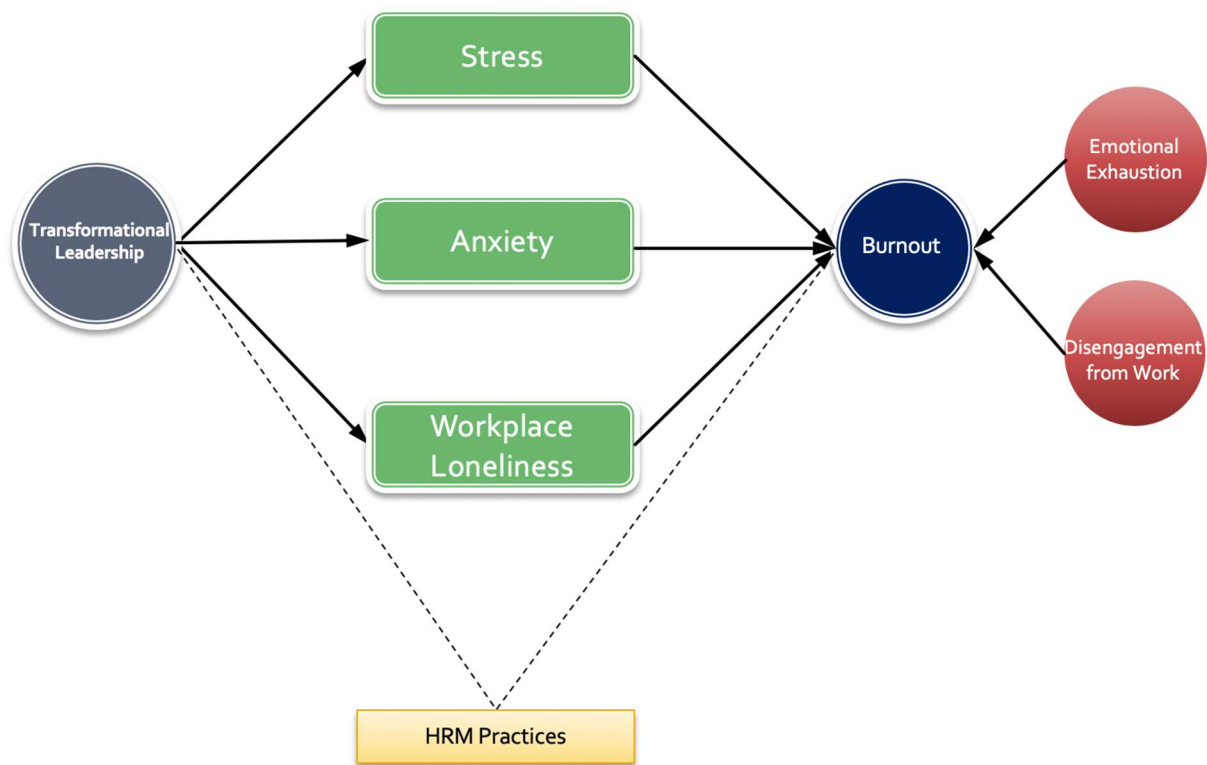 Stress
Transformational
Leadership
Anxiety
Workplace
Loneliness
Burnout
Emotional
Exhaustion
Disengagement
from Work
HRM Practices